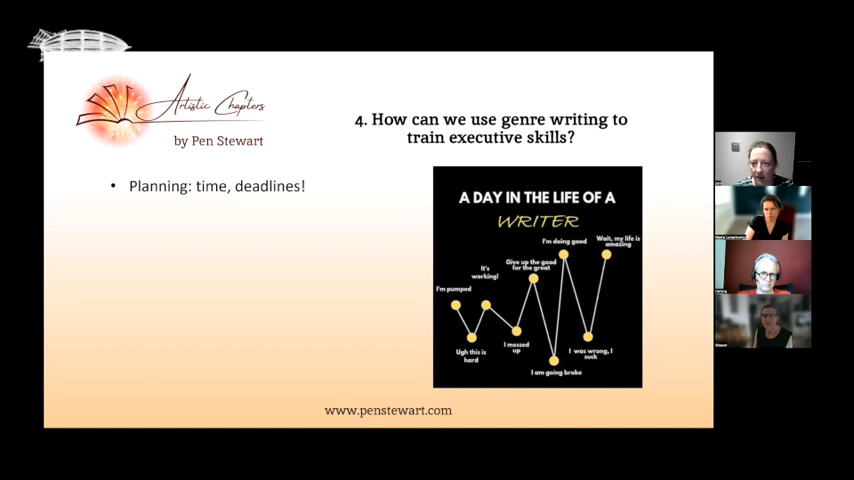 Artistic Chapters
by Pen Stewart
4. How can we use genre writing to
train executive skills?
• Planning: time, deadlines!
A DAY IN THE LIFE OF A
WRITER
I'm pumped
Ugh this is
hard
It's
working!
I messed
up
Give up the good
for the great
I am going broke
I'm doing good
I was wrong, I
suck
Wait, my life is
amazing
www.penstewart.com